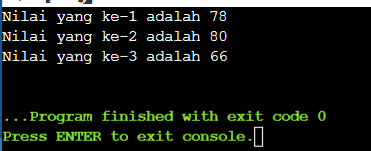 Nilai yang ke-1 adalah 78
Nilai yang ke-2 adalah 80
Nilai yang ke-3 adalah 66
...Program finished with exit code 0
Press ENTER to exit console.